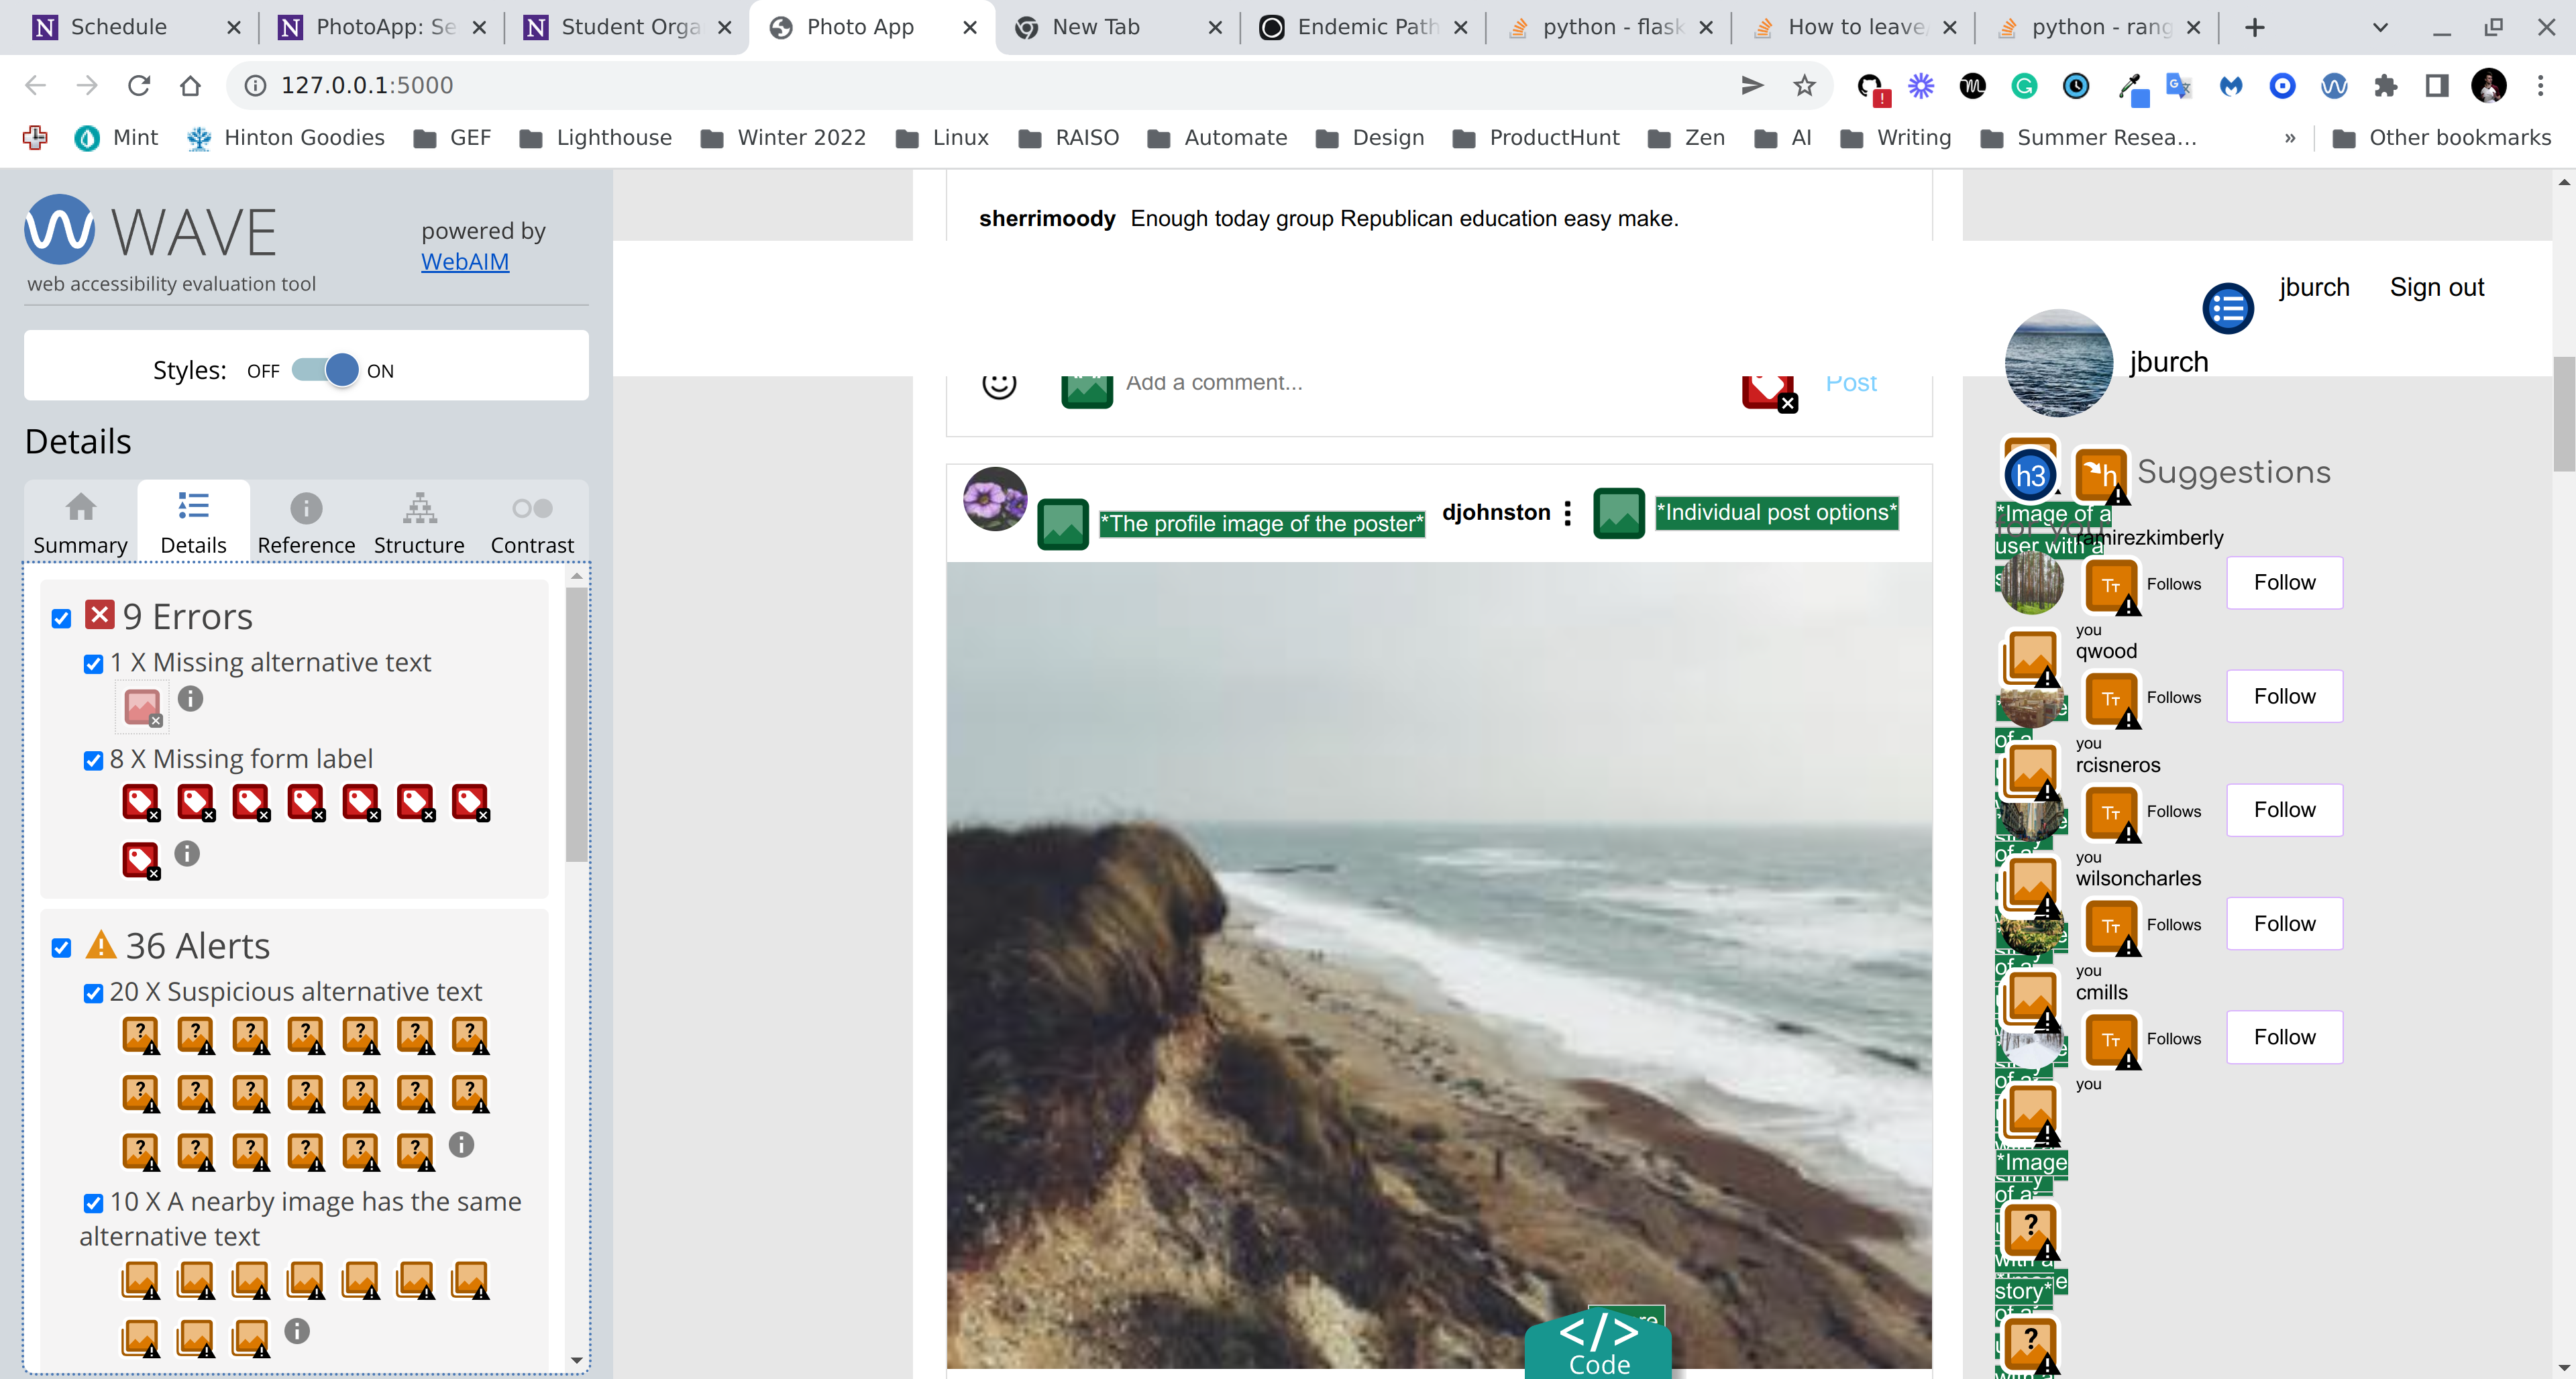 Schedule
PhotoApp: Se
Student Orga
Photo App
New Tab
Endemic Path
python - flask
How to leave,
python - rang
127.0.0.1:5000
Mint
Hinton Goodies
GEF
Lighthouse
Winter 2022
Linux
RAISO
Automate
Design
ProductHunt
Zen
AI
Writing
Summer Resea...
»
Other bookmarks
WAVE
web accessibility evaluation tool
powered by
WebAIM
Styles: OFF ON
Details
Summary
Details
Reference
Structure
Contrast
9 Errors
1 X Missing alternative text
8 X Missing form label
36 Alerts
20 X Suspicious alternative text
10 X A nearby image has the same
alternative text
sherrimoody Enough today group Republican education easy make.
jburch Sign out
jburch
Add a comment...
Post
*The profile image of the poster*
djohnston
*Individual post options*
</> Code
h3
h
Suggestions
for you
*Image of a
user with a
ramirezkimberly
Follows
you
Follow
qwood
Follows
you
Follow
rcisneros
Follows
you
Follow
wilsoncharles
Follows
you
Follow
cmills
Follows
you
Follow
*Image
story*